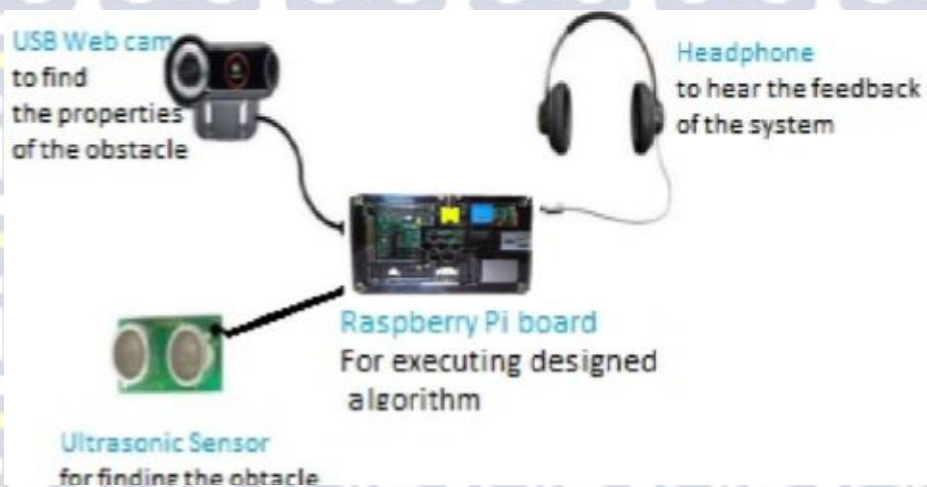 USB Web cam
to find
the properties
of the obstacle
Headphone
to hear the feedback
of the system
Raspberry Pi board
For executing designed
algorithm
Ultrasonic Sensor
for finding the obtacle